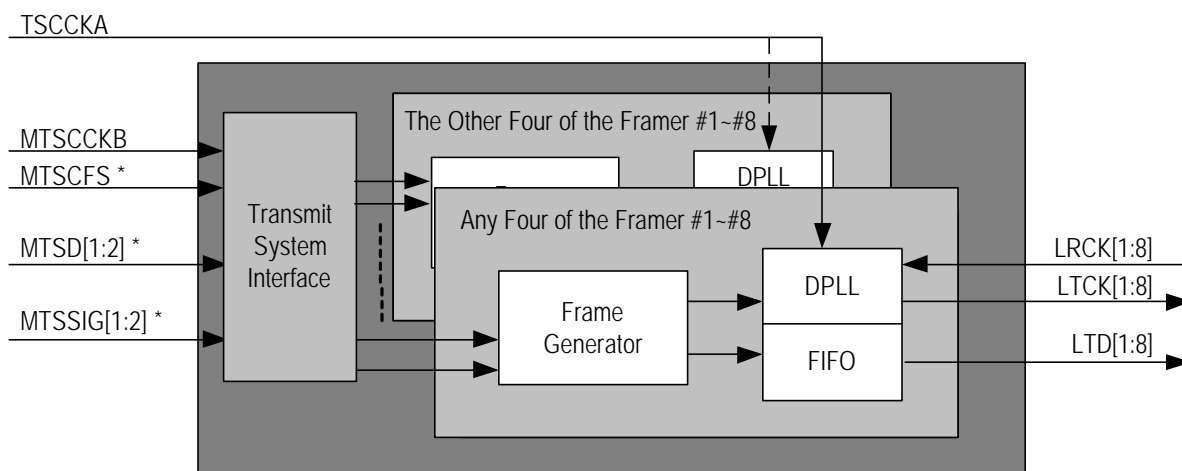 TSCCKA
The Other Four of the Framer #1~#8
MTSCCKB
MTSCFS *
DPLL
Transmit
System
Interface
Any Four of the Framer #1~#8
MTSD[1:2] *
MTSSIG[1:2] *
Frame
Generator
DPLL
FIFO
LRCK[1:8]
LTCK[1:8]
LTD[1:8]